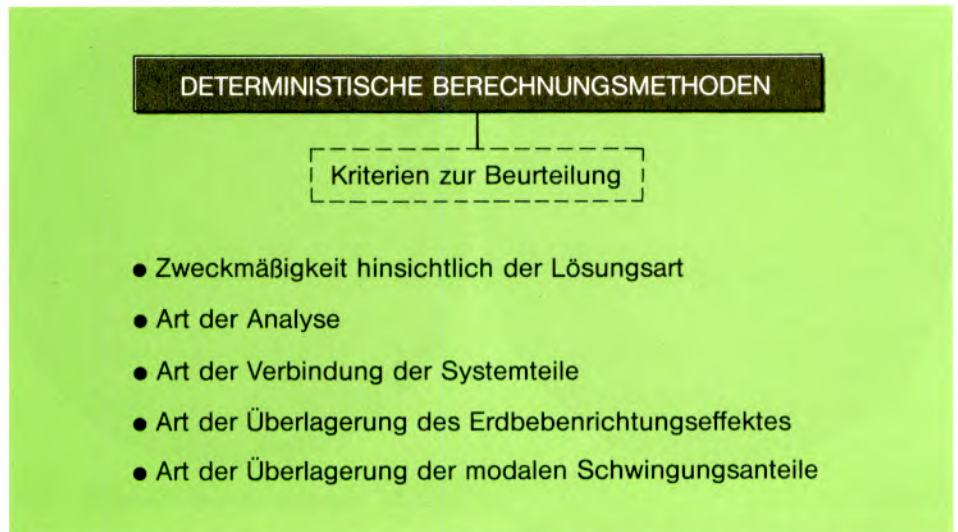 DETERMINISTISCHE BERECHNUNGSMETHODEN
Kriterien zur Beurteilung
● Zweckmäßigkeit hinsichtlich der Lösungsart
● Art der Analyse
● Art der Verbindung der Systemteile
● Art der Überlagerung des Erdbebenrichtungseffektes
● Art der Überlagerung der modalen Schwingungsanteile